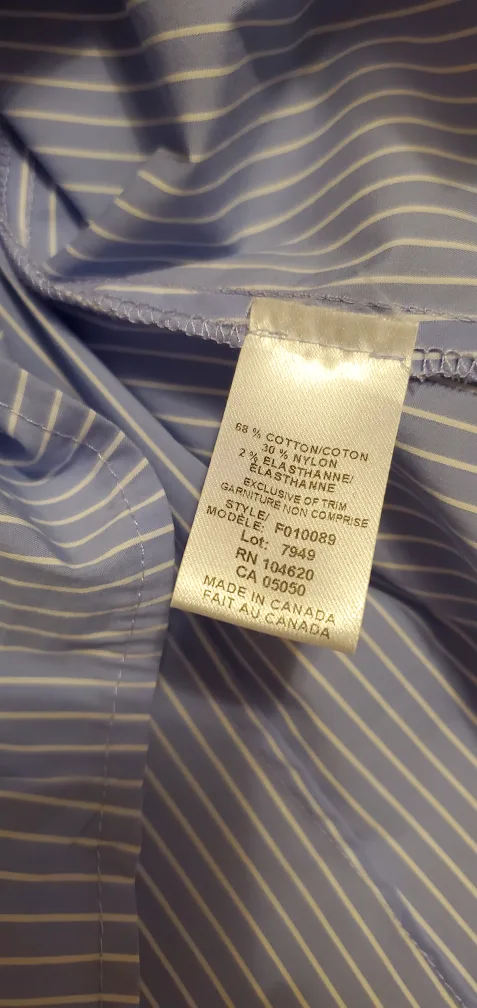 68 % COTTON/COTON
30 % NYLON
2 % ELASTHANNE/
ÉLASTHANNE
EXCLUSIVE OF TRIM
GARNITURE NON COMPRISE
STYLE/
MODÈLE: F010089
Lot: 7949
RN 104620
CA 05050
MADE IN CANADA
FAIT AU CANADA